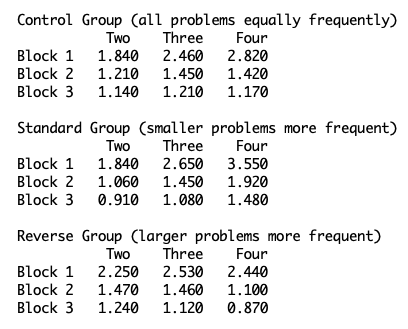 Control Group (all problems equally frequently)
Two Three Four
Block 1 1.840 2.460 2.820
Block 2 1.210 1.450 1.420
Block 3 1.140 1.210 1.170
Standard Group (smaller problems more frequent)
Two Three Four
Block 1 1.840 2.650 3.550
Block 2 1.060 1.450 1.920
Block 3 0.910 1.080 1.480
Reverse Group (larger problems more frequent)
Two Three Four
Block 1 2.250 2.530 2.440
Block 2 1.470 1.460 1.100
Block 3 1.240 1.120 0.870